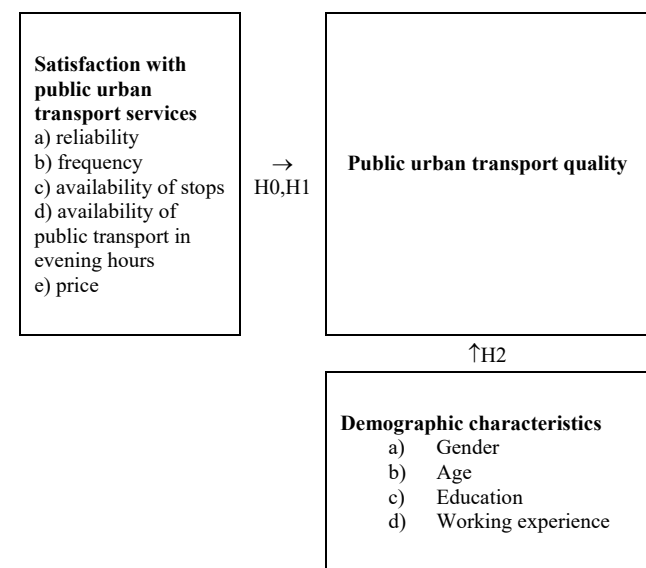 Satisfaction with
public urban
transport services
a) reliability
b) frequency
c) availability of stops
d) availability of
public transport in
evening hours
e) price
→
H0,H1
Public urban transport quality
↑H2
Demographic characteristics
a) Gender
b) Age
c) Education
d) Working experience